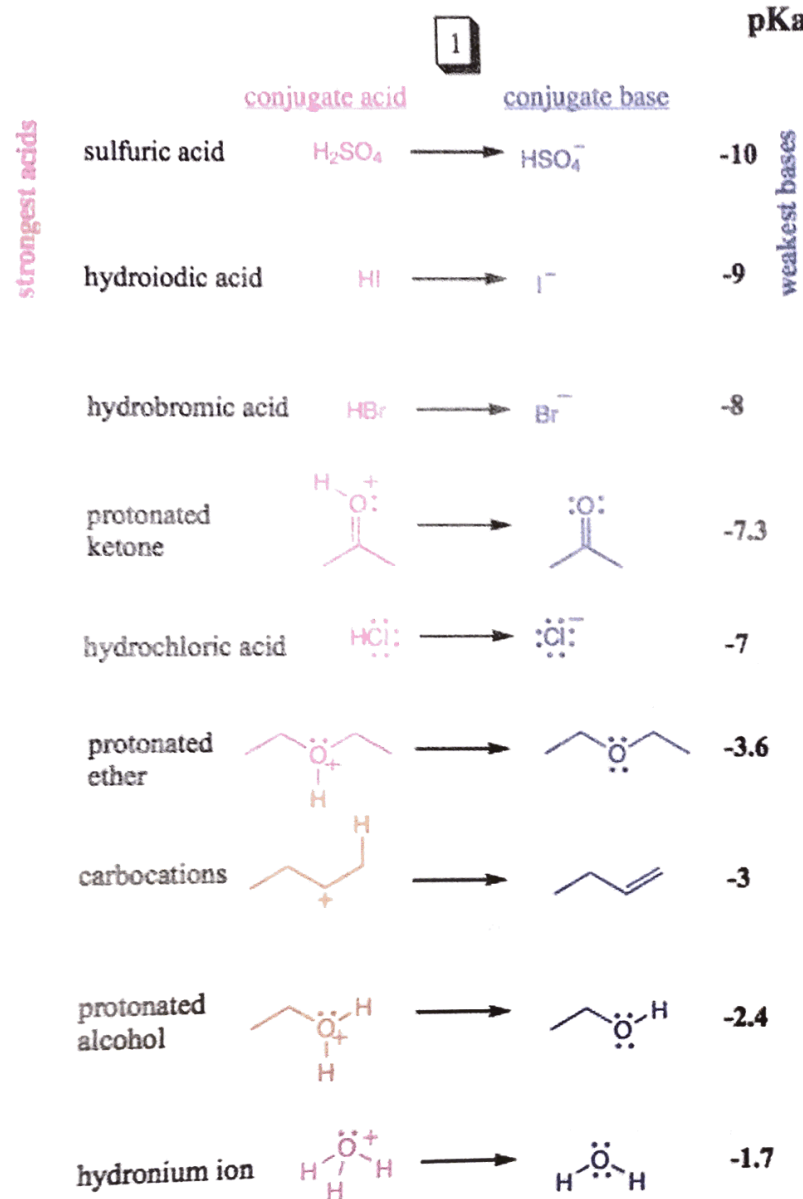 1
pKa
conjugate acid
conjugate base
strongest acids
weakest bases
sulfuric acid H₂SO₄ HSO₄⁻ -10
hydroiodic acid HI I⁻ -9
hydrobromic acid HBr Br⁻ -8
protonated
ketone
H O: + :O: -7.3
hydrochloric acid HCl: :Cl:⁻ -7
protonated
ether
O + H O -3.6
carbocations H + -3
protonated
alcohol
O H + H O H -2.4
hydronium ion H O + H H H O H -1.7